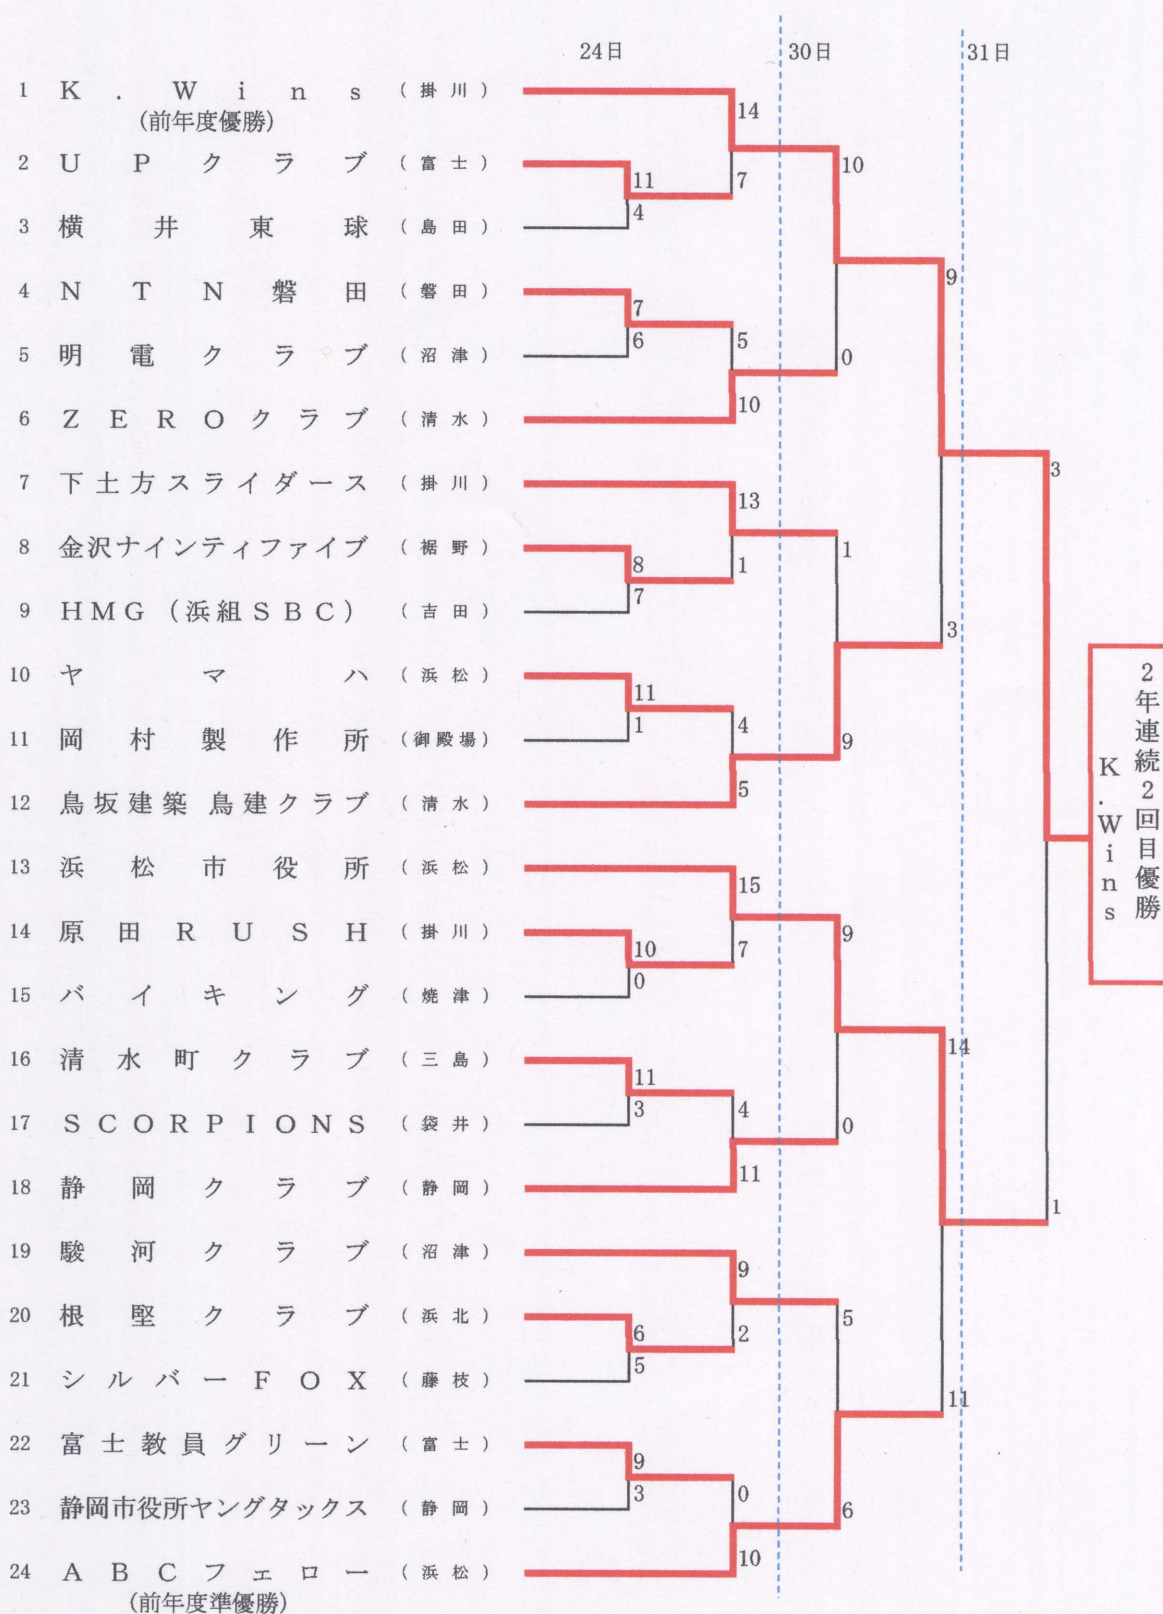 24日 30日 31日
1 K.Wins (掛川)
(前年度優勝)
2 UPクラブ (富士)
3 横井東球 (島田)
4 NTN磐田 (磐田)
5 明電クラブ (沼津)
6 ZEROクラブ (清水)
7 下土方スライダース (掛川)
8 金沢ナインティファイブ (裾野)
9 HMG(浜組SBC) (吉田)
10 ヤマハ (浜松)
11 岡村製作所 (御殿場)
12 鳥坂建築 鳥建クラブ (清水)
13 浜松市役所 (浜松)
14 原田RUSH (掛川)
15 バイキング (焼津)
16 清水町クラブ (三島)
17 SCORPIONS (袋井)
18 静岡クラブ (静岡)
19 駿河クラブ (沼津)
20 根堅クラブ (浜北)
21 シルバーFOX (藤枝)
22 富士教員グリーン (富士)
23 静岡市役所ヤングタックス (静岡)
24 ABCフェロー (浜松)
(前年度準優勝)
11
4
7
6
8
7
11
1
10
0
11
3
6
5
9
3
14
7
5
10
13
1
4
5
15
7
4
11
9
2
0
10
10
0
1
9
9
0
5
6
9
3
14
11
3
1
2年連続2回目優勝
K.Wins